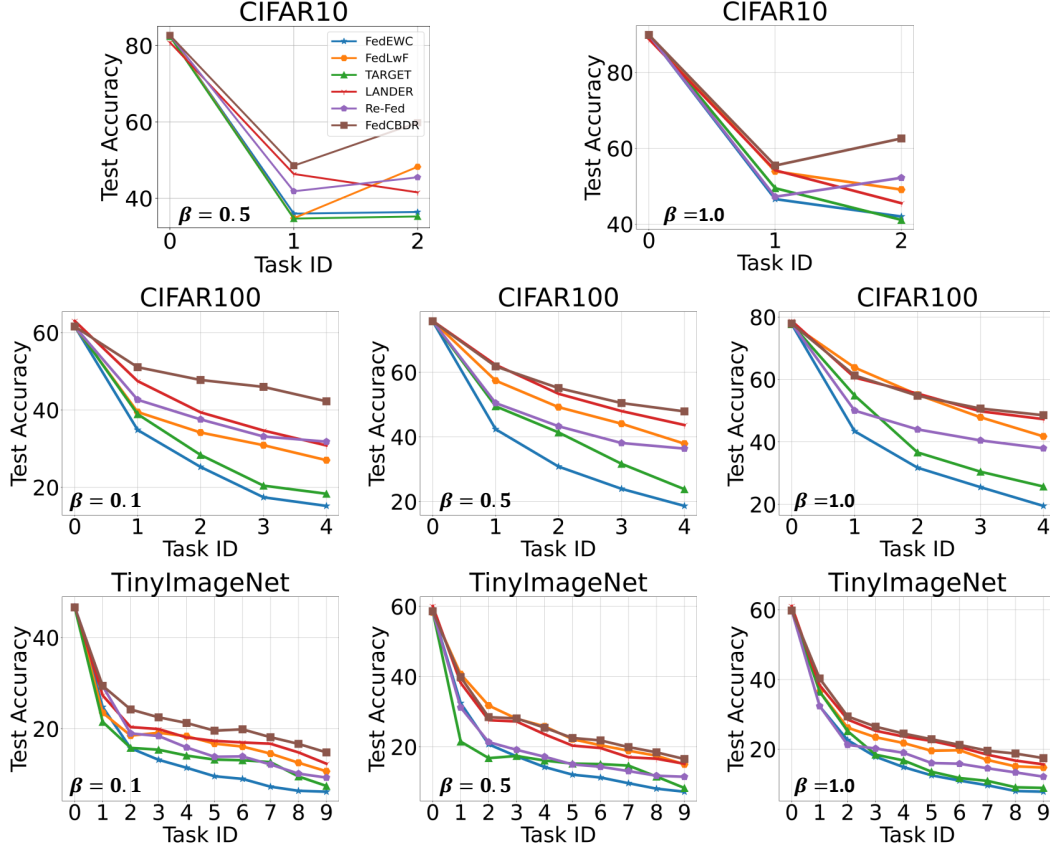 CIFAR10
CIFAR10
Test Accuracy
80
60
40
FedEWC
FedLwF
TARGET
LANDER
Re-Fed
FedCBDR
β = 0.5
0 1 2
Task ID
Test Accuracy
80
60
40
β =1.0
0 1 2
Task ID
CIFAR100
CIFAR100
CIFAR100
Test Accuracy
60
40
20
β = 0.1
0 1 2 3 4
Task ID
Test Accuracy
60
40
20
β = 0.5
0 1 2 3 4
Task ID
Test Accuracy
80
60
40
20
β =1.0
0 1 2 3 4
Task ID
TinyImageNet
TinyImageNet
TinyImageNet
Test Accuracy
40
20
β = 0.1
0 1 2 3 4 5 6 7 8 9
Task ID
Test Accuracy
60
40
20
β = 0.5
0 1 2 3 4 5 6 7 8 9
Task ID
Test Accuracy
60
40
20
β =1.0
0 1 2 3 4 5 6 7 8 9
Task ID